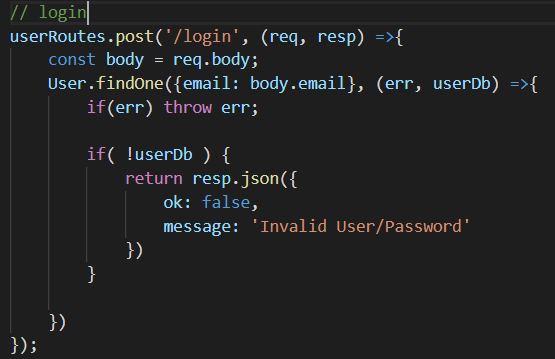 // login
userRoutes.post('/login', (req, resp) =>{
    const body = req.body;
    User.findOne({email: body.email}, (err, userDb) =>{
        if(err) throw err;

        if( !userDb ) {
            return resp.json({
                ok: false,
                message: 'Invalid User/Password'
            })
        }

    })
});